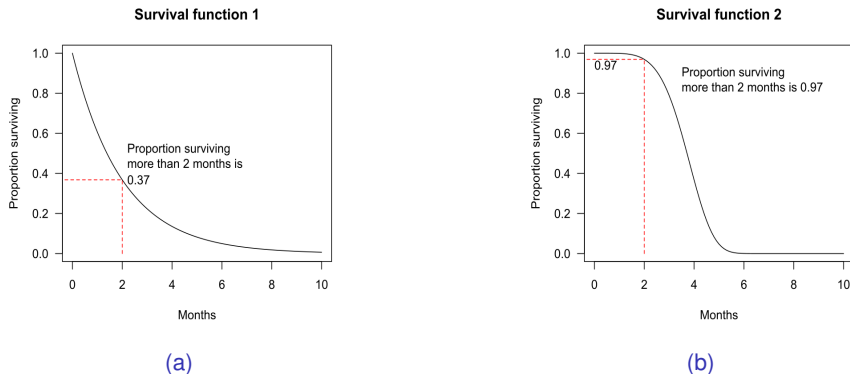 Survival function 1
1.0
0.8
0.6
0.4
0.2
0.0
Proportion surviving
Proportion surviving
more than 2 months is
0.37
0 2 4 6 8 10
Months
(a)
Survival function 2
1.0
0.8
0.6
0.4
0.2
0.0
Proportion surviving
0.97
Proportion surviving
more than 2 months is 0.97
0 2 4 6 8 10
Months
(b)